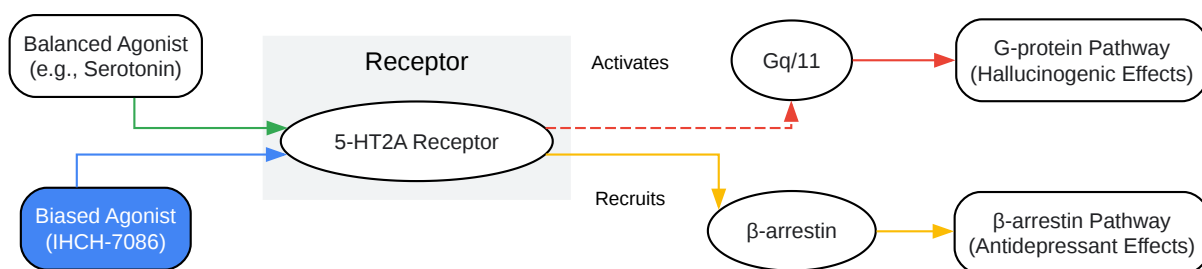 Balanced Agonist
(e.g., Serotonin)
Receptor
Activates
Gq/11
G-protein Pathway
(Hallucinogenic Effects)
5-HT2A Receptor
Biased Agonist
(IHCH-7086)
Recruits
β-arrestin
β-arrestin Pathway
(Antidepressant Effects)